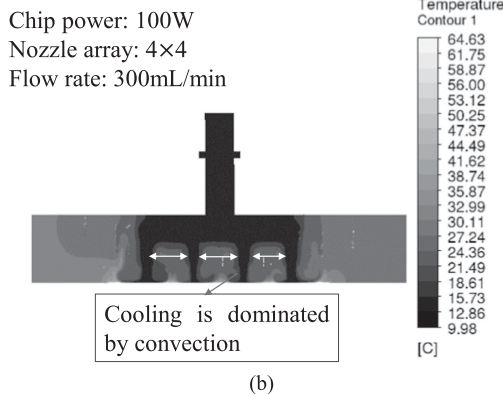 Chip power: 100W
Nozzle array: 4×4
Flow rate: 300mL/min
Temperature
Contour 1
64.63
61.75
58.87
56.00
53.12
50.25
47.37
44.49
41.62
38.74
35.87
32.99
30.11
27.24
24.36
21.49
18.61
15.73
12.86
9.98
[C]
Cooling is dominated
by convection
(b)